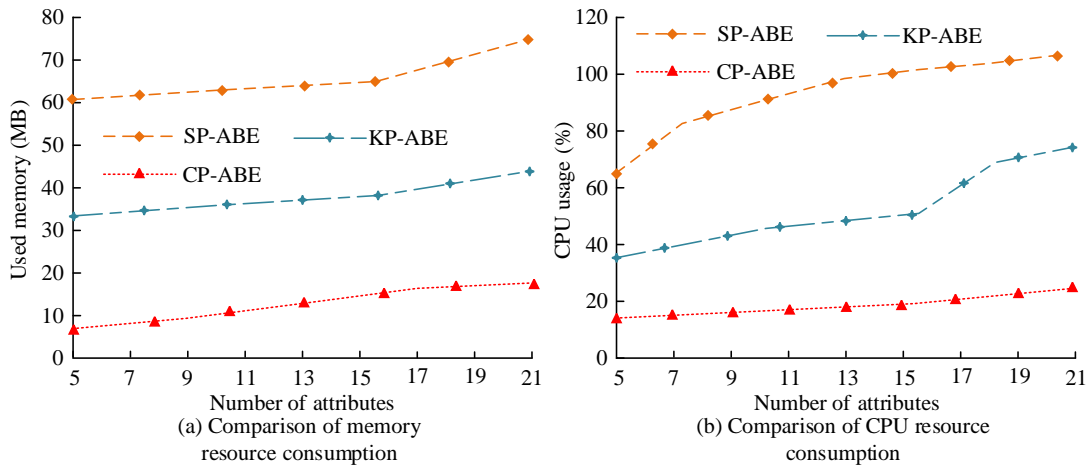 80
70
60
50
40
30
20
10
0
Used memory (MB)
SP-ABE
KP-ABE
CP-ABE
5 7 9 11 13 15 17 19 21
Number of attributes
(a) Comparison of memory
resource consumption
120
100
80
60
40
20
0
CPU usage (%)
SP-ABE
KP-ABE
CP-ABE
5 7 9 11 13 15 17 19 21
Number of attributes
(b) Comparison of CPU resource
consumption